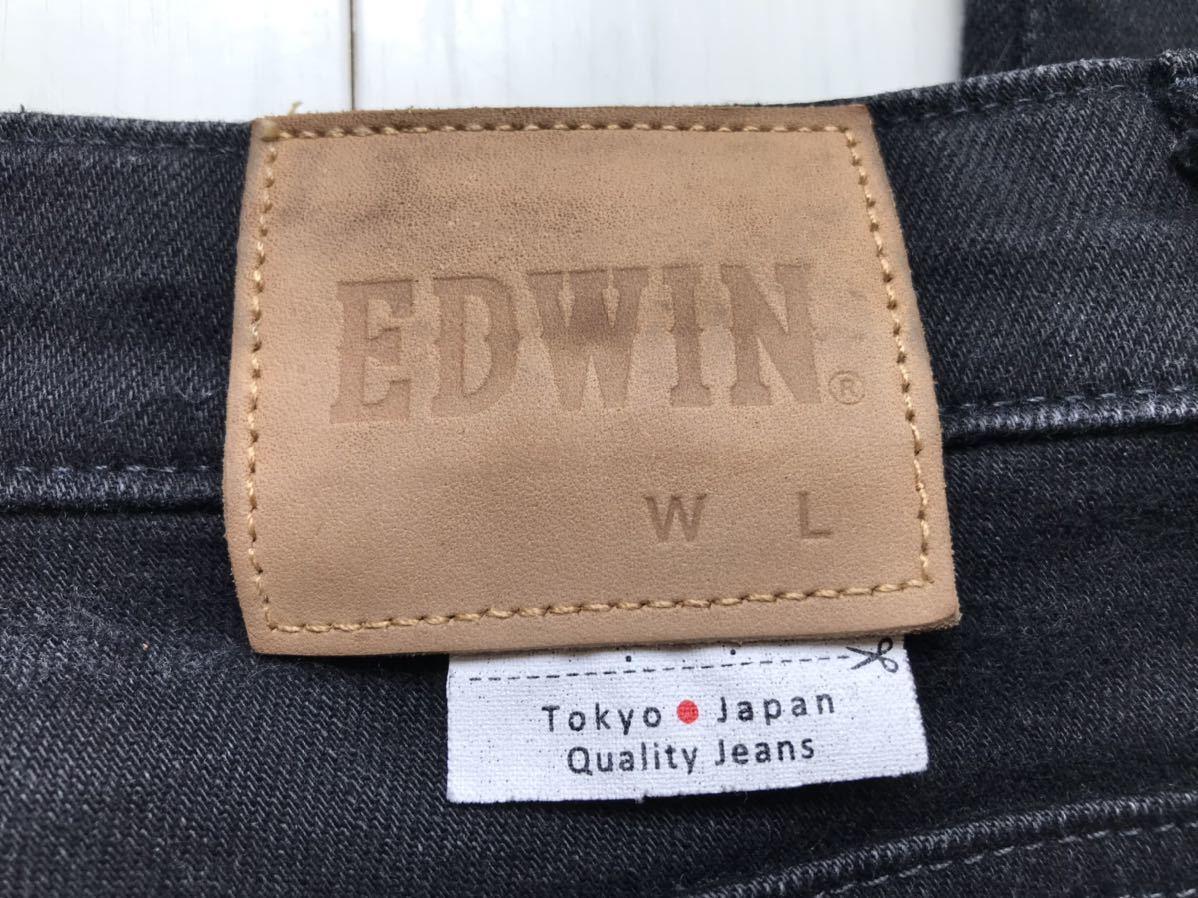 EDWIN®
W L
Tokyo ● Japan
Quality Jeans